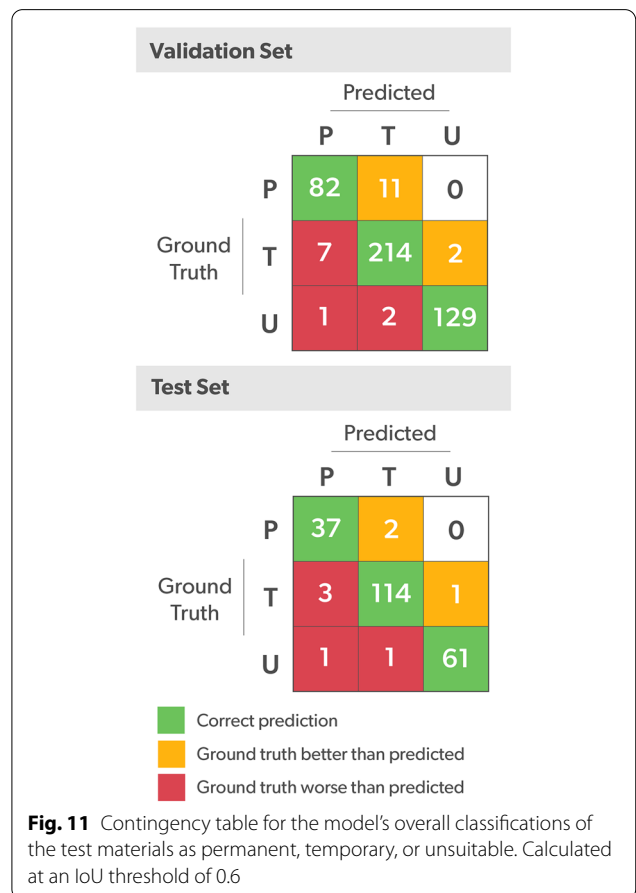 Validation Set
Predicted
P T U
P 82 11 0
Ground Truth T 7 214 2
U 1 2 129
Test Set
Predicted
P T U
P 37 2 0
Ground Truth T 3 114 1
U 1 1 61
Correct prediction
Ground truth better than predicted
Ground truth worse than predicted
Fig. 11 Contingency table for the model’s overall classifications of
the test materials as permanent, temporary, or unsuitable. Calculated
at an IoU threshold of 0.6